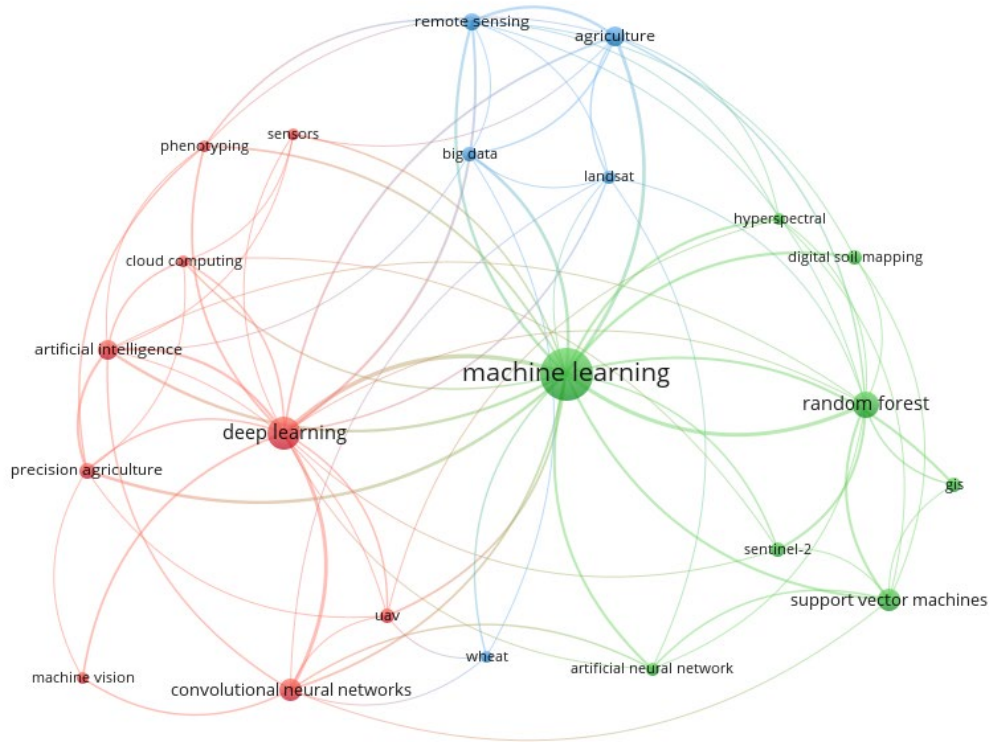 remote sensing
agriculture
sensors
phenotyping
big data
landsat
hyperspectral
cloud computing
digital soil mapping
artificial intelligence
machine learning
random forest
deep learning
precision agriculture
gis
sentinel-2
support vector machines
uav
wheat
artificial neural network
machine vision
convolutional neural networks